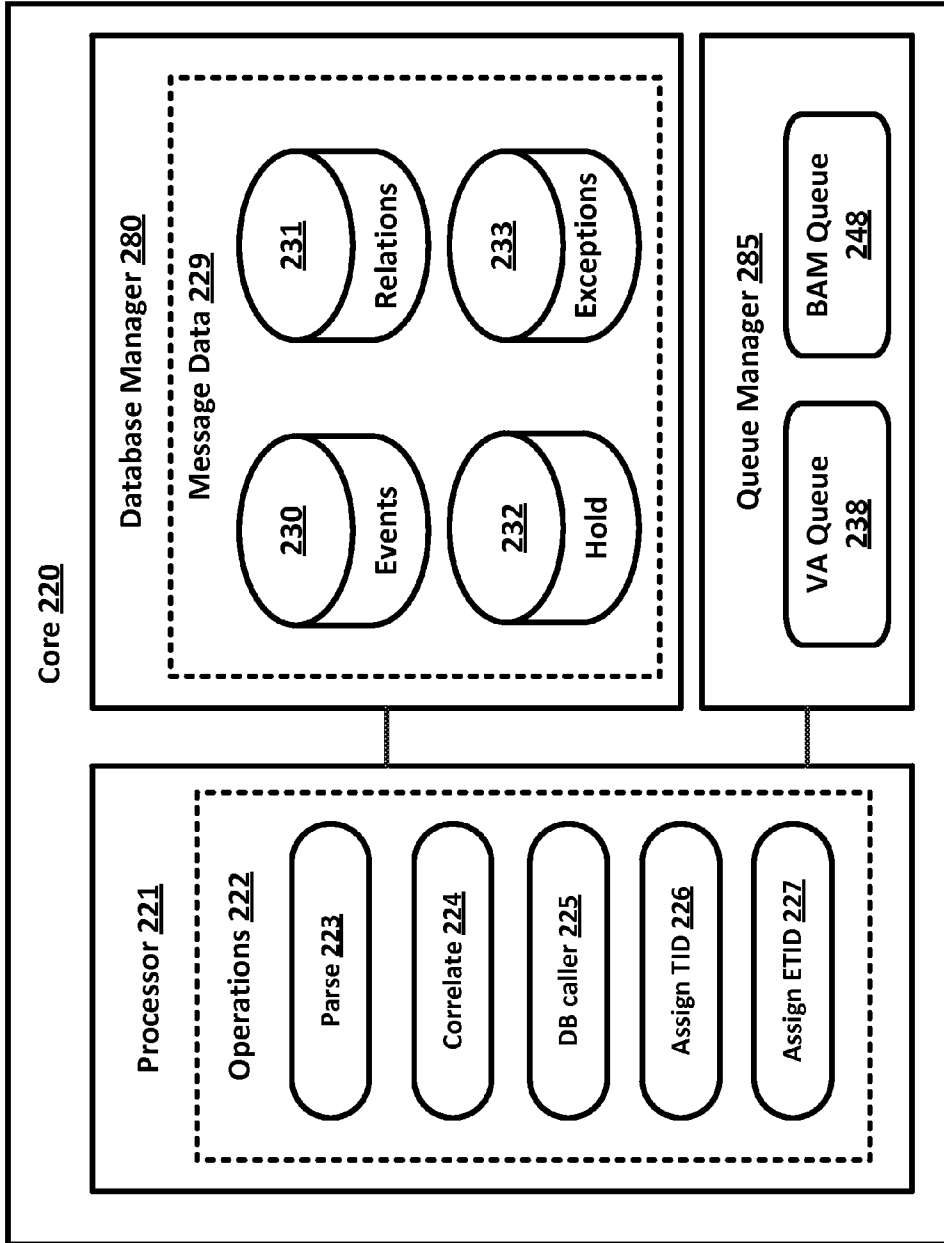 Core 220
Processor 221
Operations 222
Parse 223
Correlate 224
DB caller 225
Assign TID 226
Assign ETID 227
Database Manager 280
Message Data 229
230
Events
231
Relations
232
Hold
233
Exceptions
Queue Manager 285
VA Queue
238
BAM Queue
248